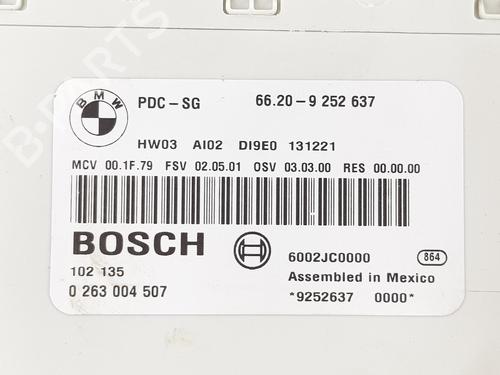 BMW
PDC-SG 66.20-9 252 637
HW03 AI02 DI9E0 131221
MCV 00.1F.79 FSV 02.05.01 OSV 03.03.00 RES 00.00.00
BOSCH
6002JC0000 864
102 135
Assembled in Mexico
0 263 004 507
*9252637 0000*
B-PARTS